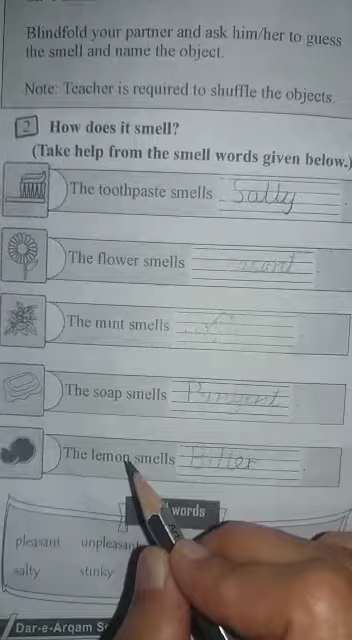 Blindfold your partner and ask him/her to guess
the smell and name the object.
Note: Teacher is required to shuffle the objects.
2 How does it smell?
(Take help from the smell words given below.)
The toothpaste smells Salty.
The flower smells .
The mint smells .
The soap smells Pungent.
The lemon smells Bitter.
words
pleasant unpleasant
salty stinky
Dar-e-Arqam